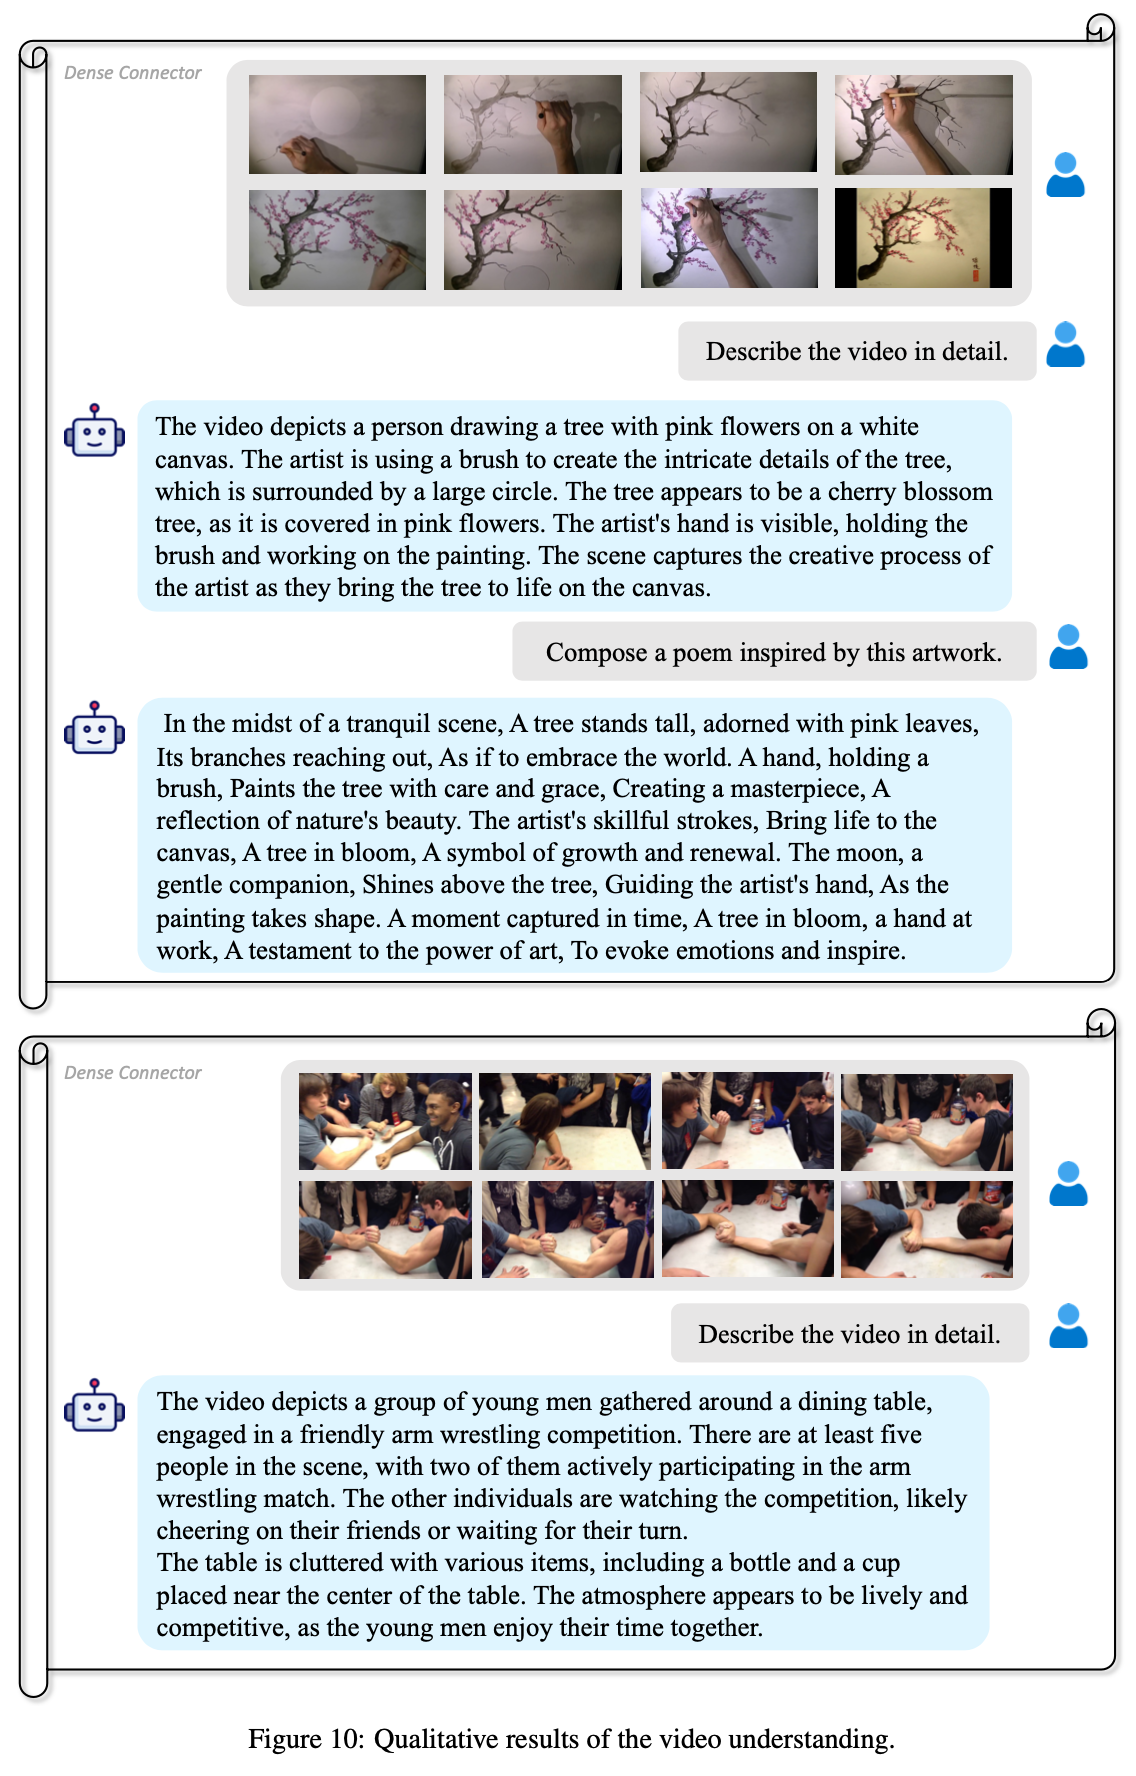 Dense Connector
Describe the video in detail.
The video depicts a person drawing a tree with pink flowers on a white
canvas. The artist is using a brush to create the intricate details of the tree,
which is surrounded by a large circle. The tree appears to be a cherry blossom
tree, as it is covered in pink flowers. The artist's hand is visible, holding the
brush and working on the painting. The scene captures the creative process of
the artist as they bring the tree to life on the canvas.
Compose a poem inspired by this artwork.
In the midst of a tranquil scene, A tree stands tall, adorned with pink leaves,
Its branches reaching out, As if to embrace the world. A hand, holding a
brush, Paints the tree with care and grace, Creating a masterpiece, A
reflection of nature's beauty. The artist's skillful strokes, Bring life to the
canvas, A tree in bloom, A symbol of growth and renewal. The moon, a
gentle companion, Shines above the tree, Guiding the artist's hand, As the
painting takes shape. A moment captured in time, A tree in bloom, a hand at
work, A testament to the power of art, To evoke emotions and inspire.
Dense Connector
Describe the video in detail.
The video depicts a group of young men gathered around a dining table,
engaged in a friendly arm wrestling competition. There are at least five
people in the scene, with two of them actively participating in the arm
wrestling match. The other individuals are watching the competition, likely
cheering on their friends or waiting for their turn.
The table is cluttered with various items, including a bottle and a cup
placed near the center of the table. The atmosphere appears to be lively and
competitive, as the young men enjoy their time together.
Figure 10: Qualitative results of the video understanding.